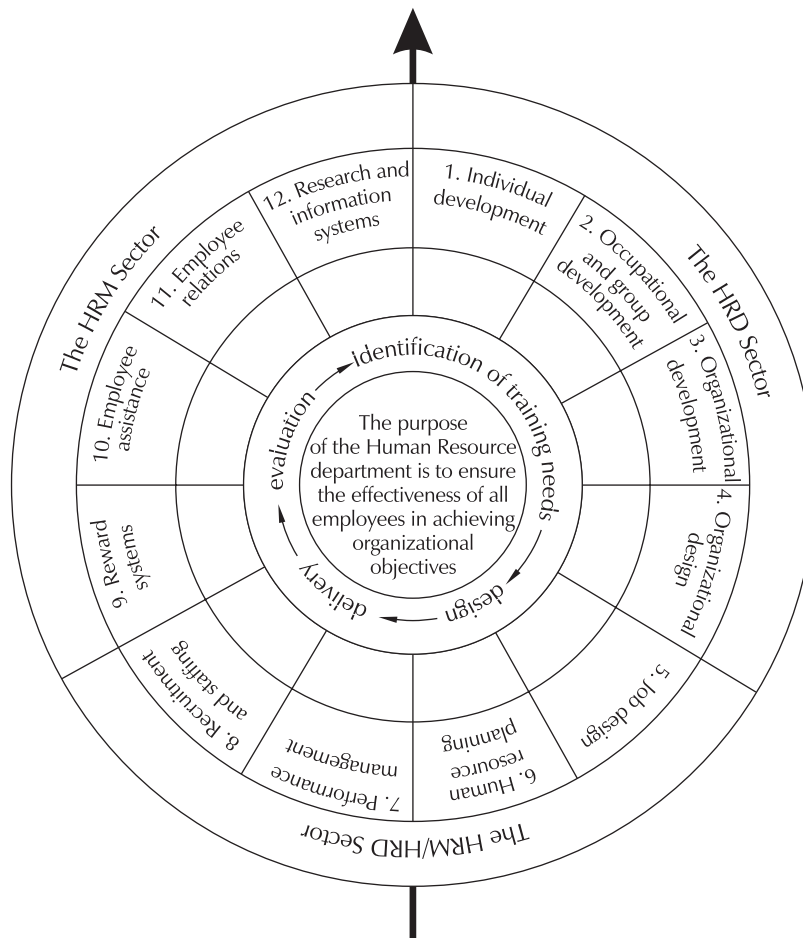 The HRM Sector
The HRD Sector
The HRM/HRD Sector
1. Individual
development
2. Occupational
and group
development
3. Organizational
development
4. Organizational
design
5. Job design
6. Human
resource
planning
7. Performance
management
8. Recruitment
and staffing
9. Reward
systems
10. Employee
assistance
11. Employee
relations
12. Research and
information
systems
identification of training needs
design
delivery
evaluation
The purpose
of the Human Resource
department is to ensure
the effectiveness of all
employees in achieving
organizational
objectives